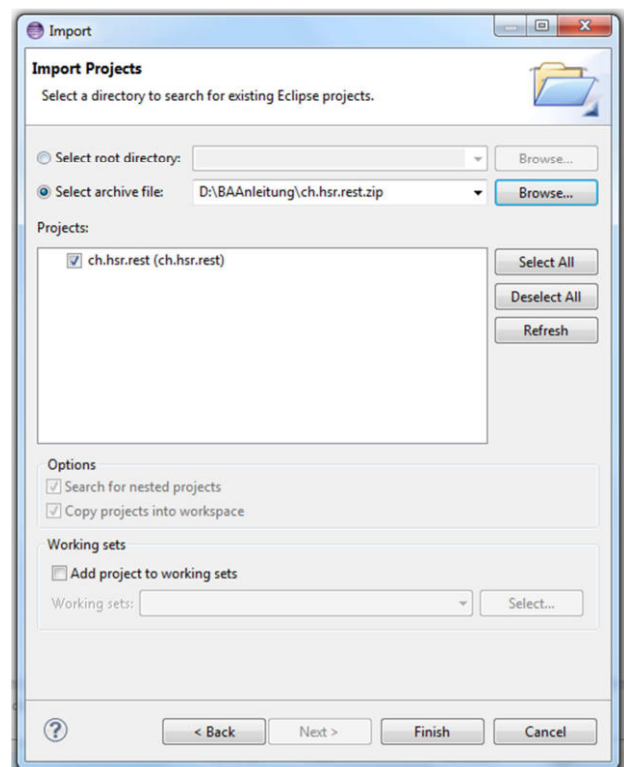 Import
Import Projects
Select a directory to search for existing Eclipse projects.
Select root directory: Browse...
Select archive file: D:\BAAnleitung\ch.hsr.rest.zip Browse...
Projects:
ch.hsr.rest (ch.hsr.rest)
Select All
Deselect All
Refresh
Options
Search for nested projects
Copy projects into workspace
Working sets
Add project to working sets
Working sets: Select...
? < Back Next > Finish Cancel